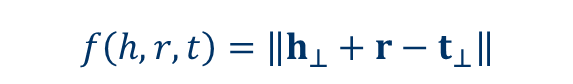 f(h, r, t) = ‖h⊥ + r − t⊥‖